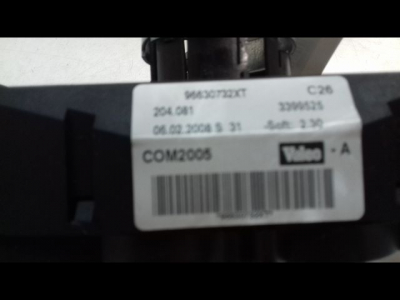 96630732XT C26
204.081 3399525
06.02.2008 S 31 -Soft: 2.30
COM2005 Valeo -A